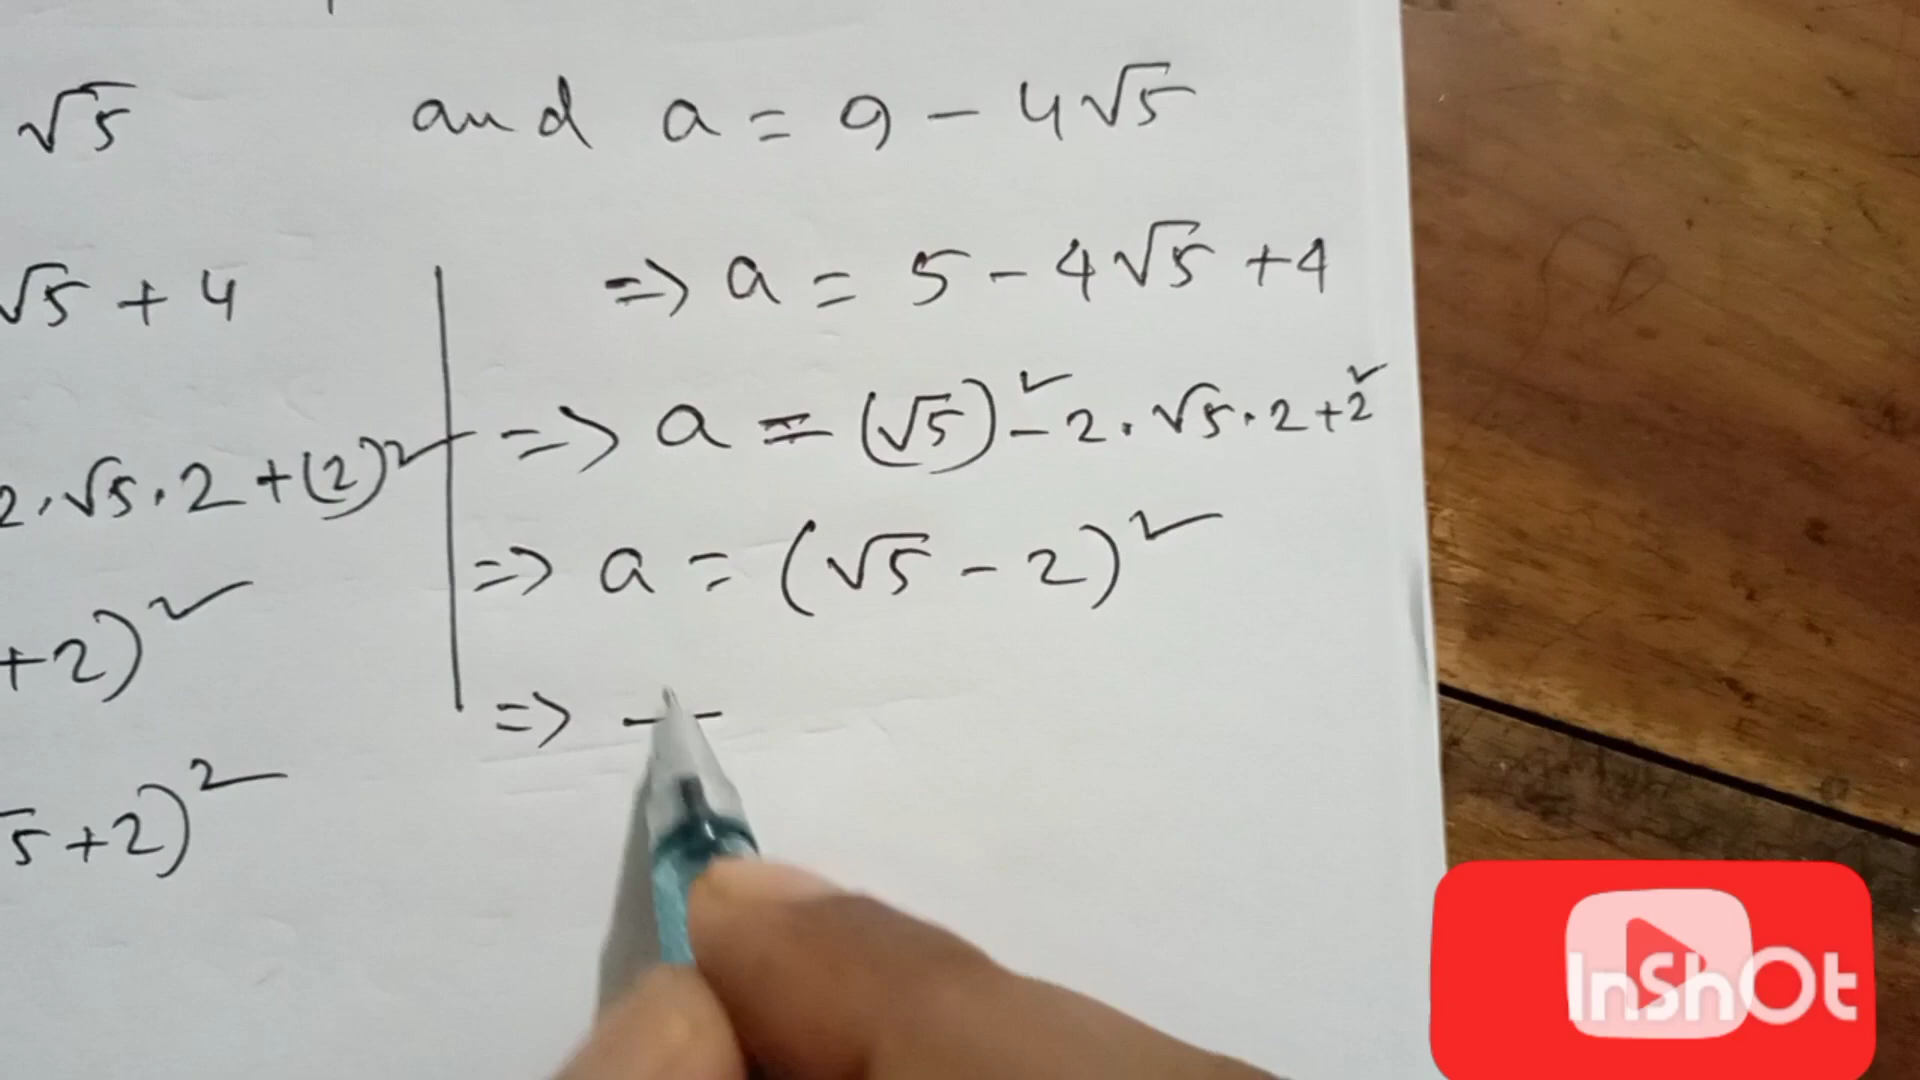 √5 and a = 9 - 4√5
√5 + 4
=> a = 5 - 4√5 + 4
2.√5.2 + (2)²
=> a = (√5)² - 2.√5.2 + 2²
+2)²
=> a = (√5 - 2)²
√5 + 2)²
=> —
InShOt